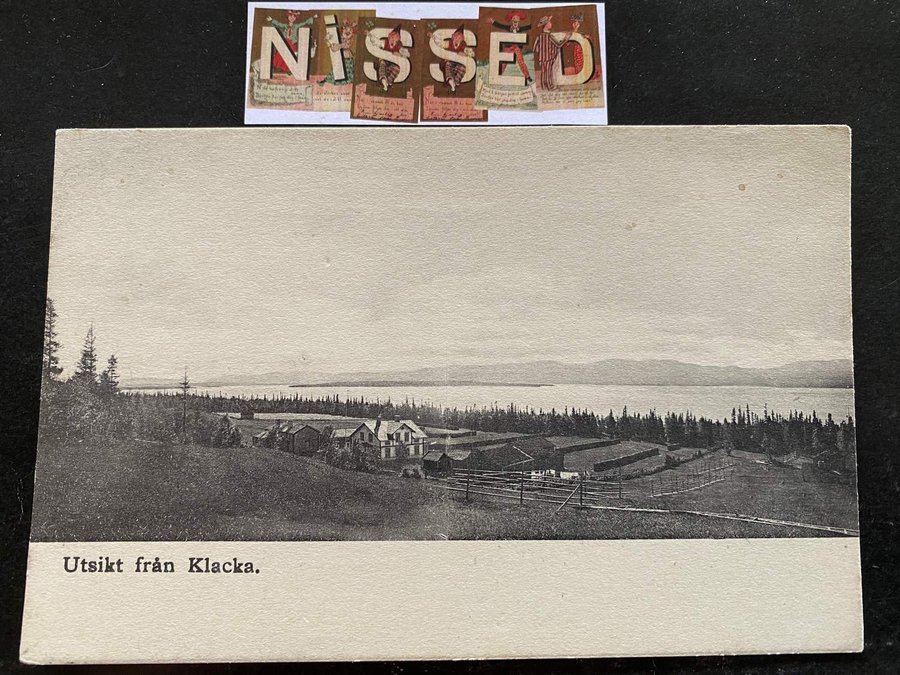 NiSSED
Utsikt från Klacka.